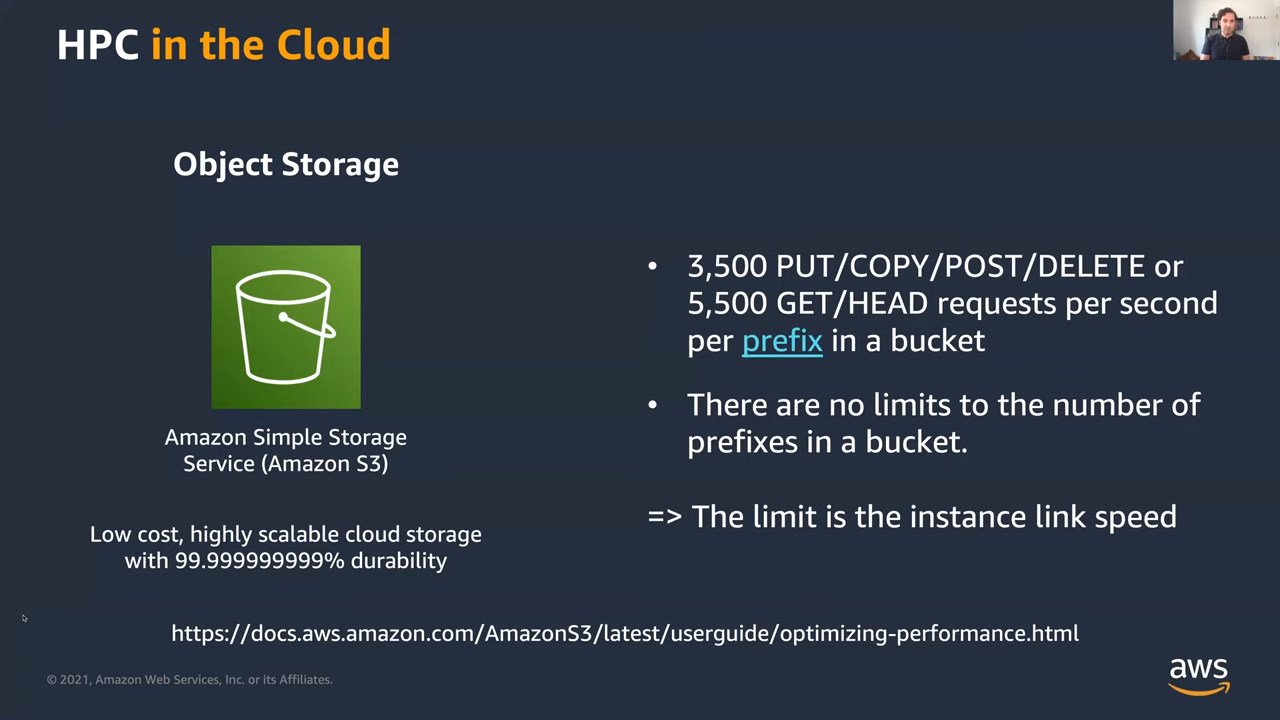 HPC in the Cloud
Object Storage
Amazon Simple Storage
Service (Amazon S3)
Low cost, highly scalable cloud storage
with 99.999999999% durability
• 3,500 PUT/COPY/POST/DELETE or
5,500 GET/HEAD requests per second
per prefix in a bucket
• There are no limits to the number of
prefixes in a bucket.
=> The limit is the instance link speed
https://docs.aws.amazon.com/AmazonS3/latest/userguide/optimizing-performance.html
© 2021, Amazon Web Services, Inc. or its Affiliates.
aws